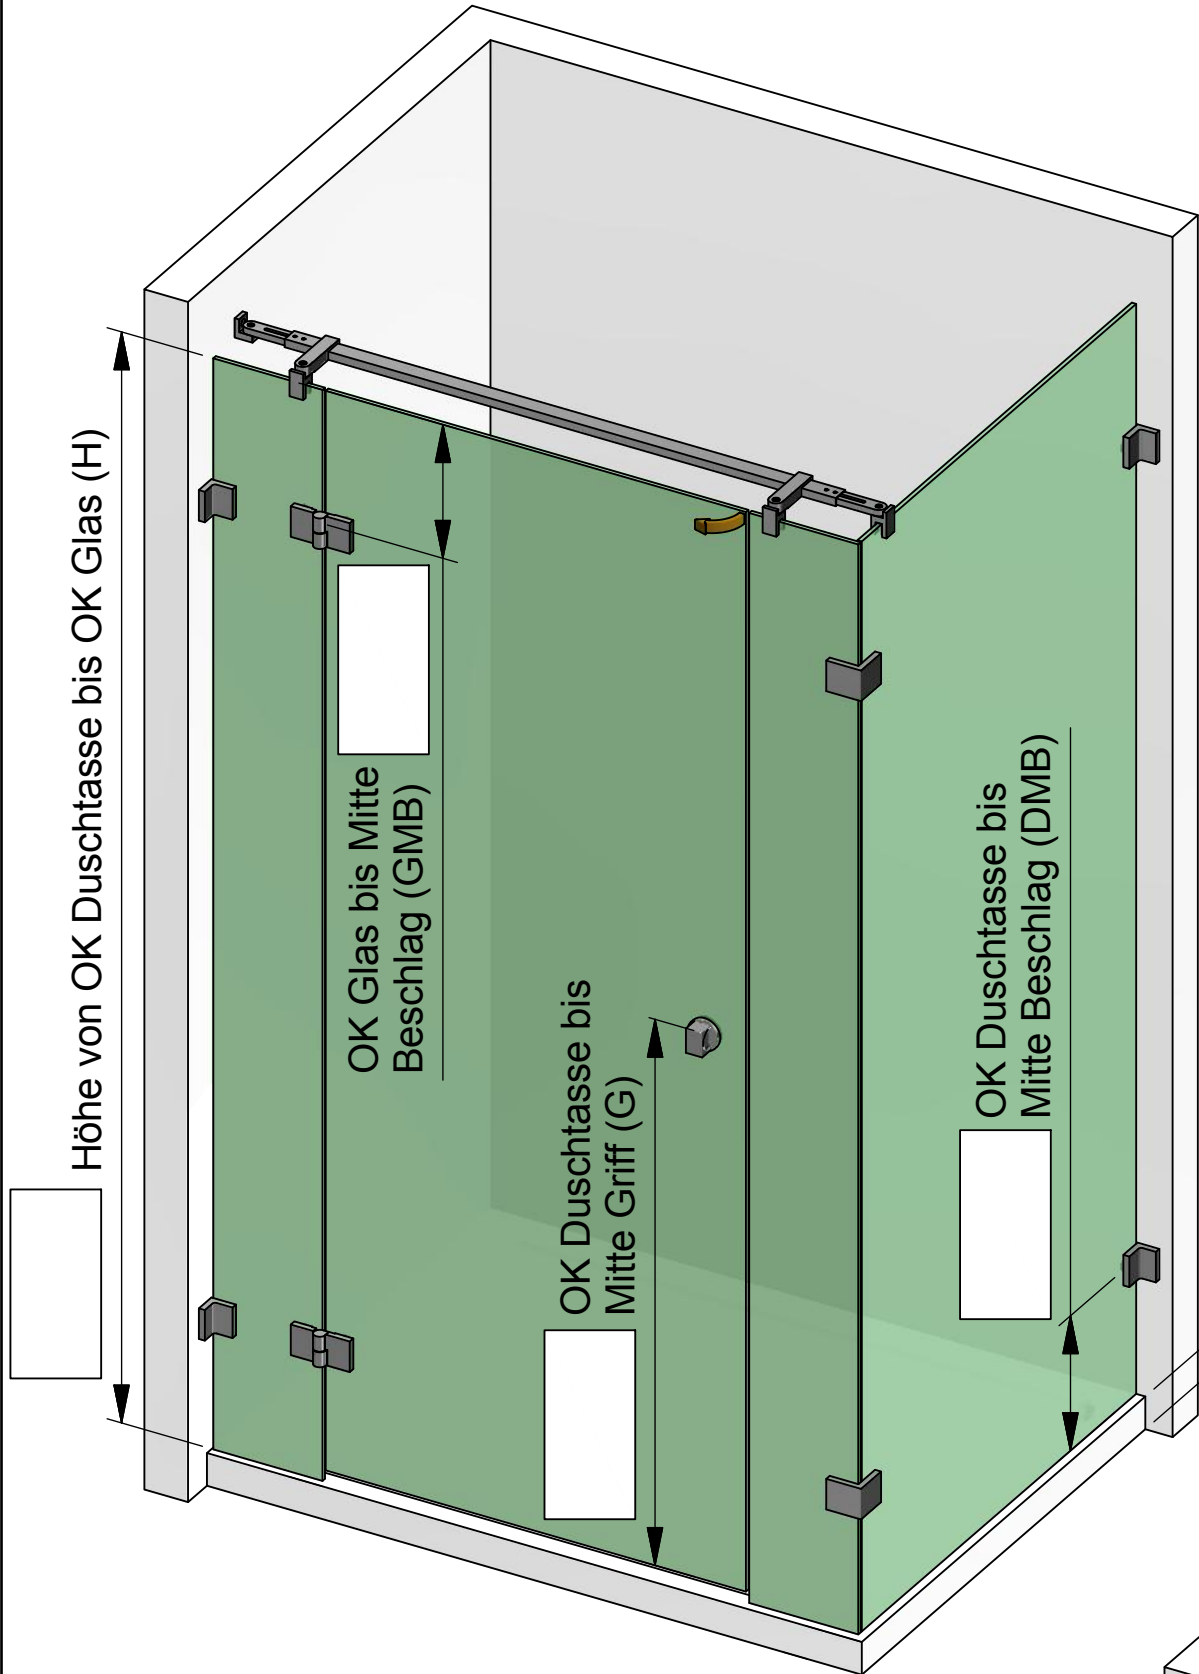 Höhe von OK Duschtasse bis OK Glas (H)
OK Glas bis Mitte
Beschlag (GMB)
OK Duschtasse bis
Mitte Griff (G)
OK Duschtasse bis
Mitte Beschlag (DMB)